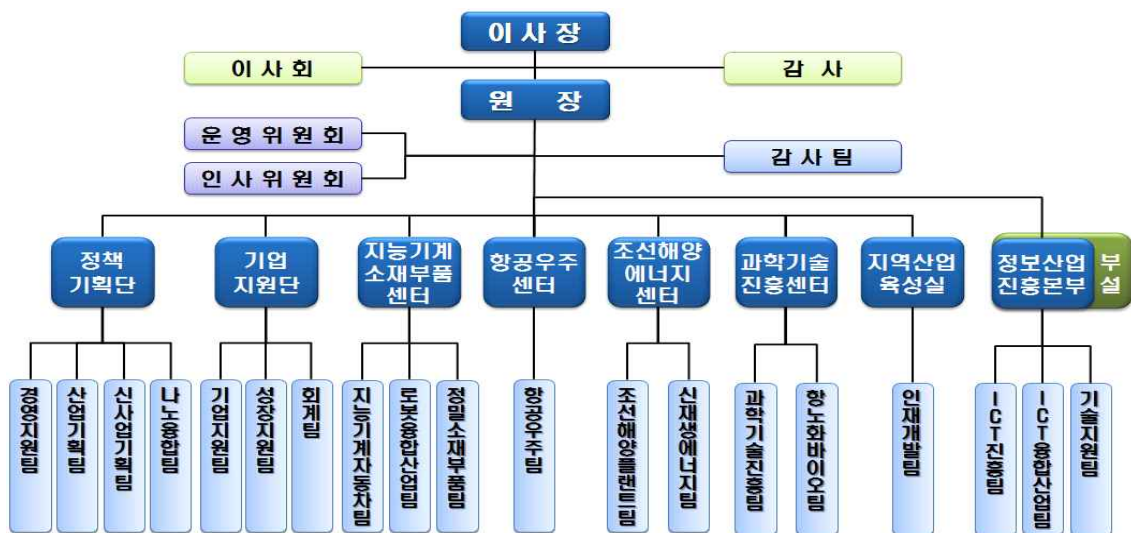 이 사 장
이 사 회
감 사
원 장
운 영 위 원 회
인 사 위 원 회
감 사 팀
정책
기획단
기업
지원단
지능기계
소재부품
센터
항공우주
센터
조선해양
에너지
센터
과학기술
진흥센터
지역산업
육성실
정보산업
진흥본부
부설
경영지원팀
산업기획팀
신사업기획팀
나노융합팀
기업지원팀
성장지원팀
회계팀
지능기계자동차팀
로봇융합산업팀
정밀소재부품팀
항공우주팀
조선해양플랜트팀
신재생에너지팀
과학기술진흥팀
항노화바이오팀
인재개발팀
ICT진흥팀
ICT융합산업팀
기술지원팀